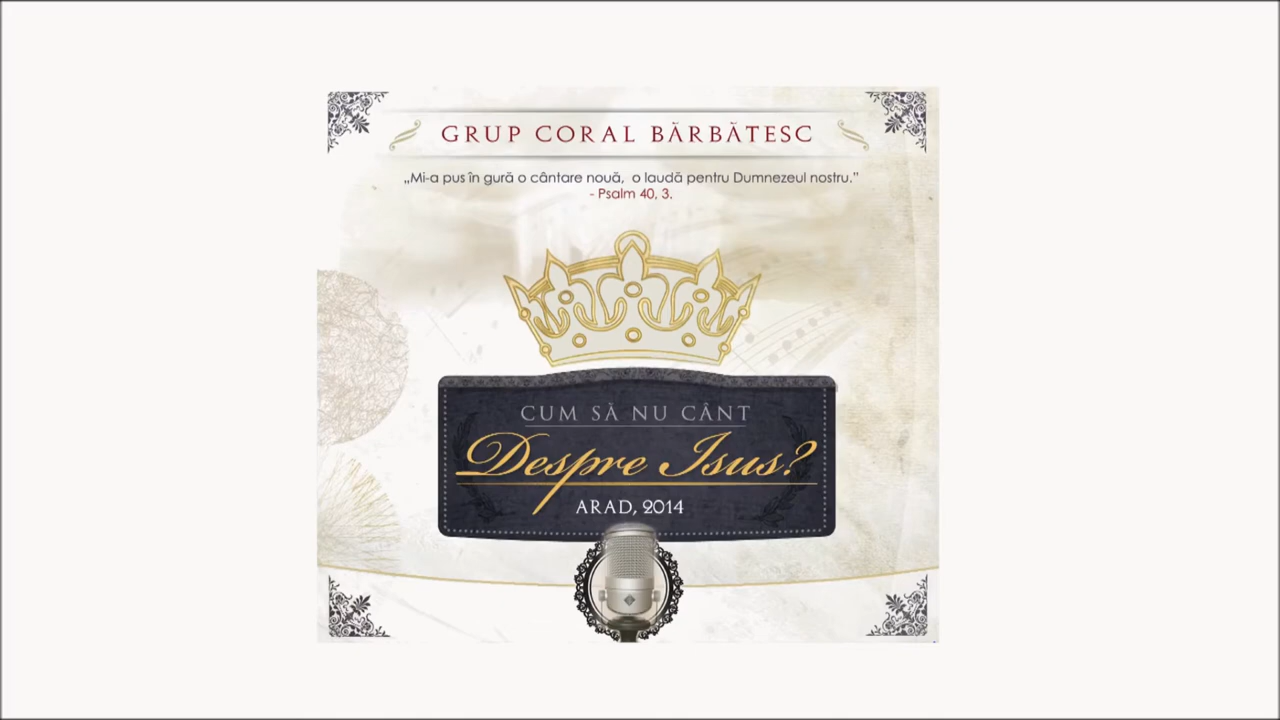 GRUP CORAL BĂRBĂTESC
„Mi-a pus în gură o cântare nouă, o laudă pentru Dumnezeul nostru.”
- Psalm 40, 3.
CUM SĂ NU CÂNT
Despre Isus?
ARAD, 2014